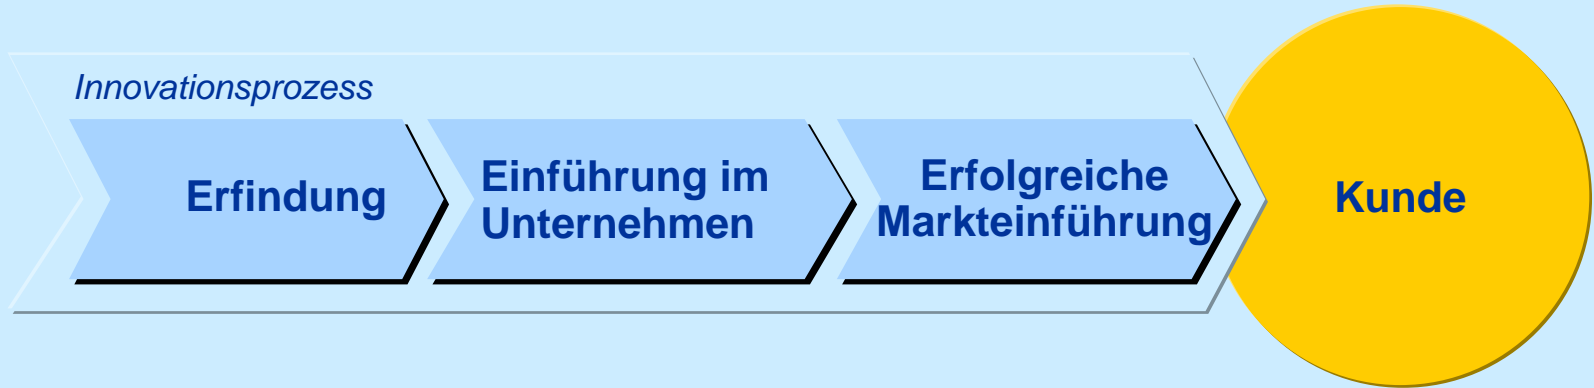 Innovationsprozess
Erfindung
Einführung im
Unternehmen
Erfolgreiche
Markteinführung
Kunde